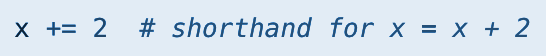 x += 2  # shorthand for x = x + 2